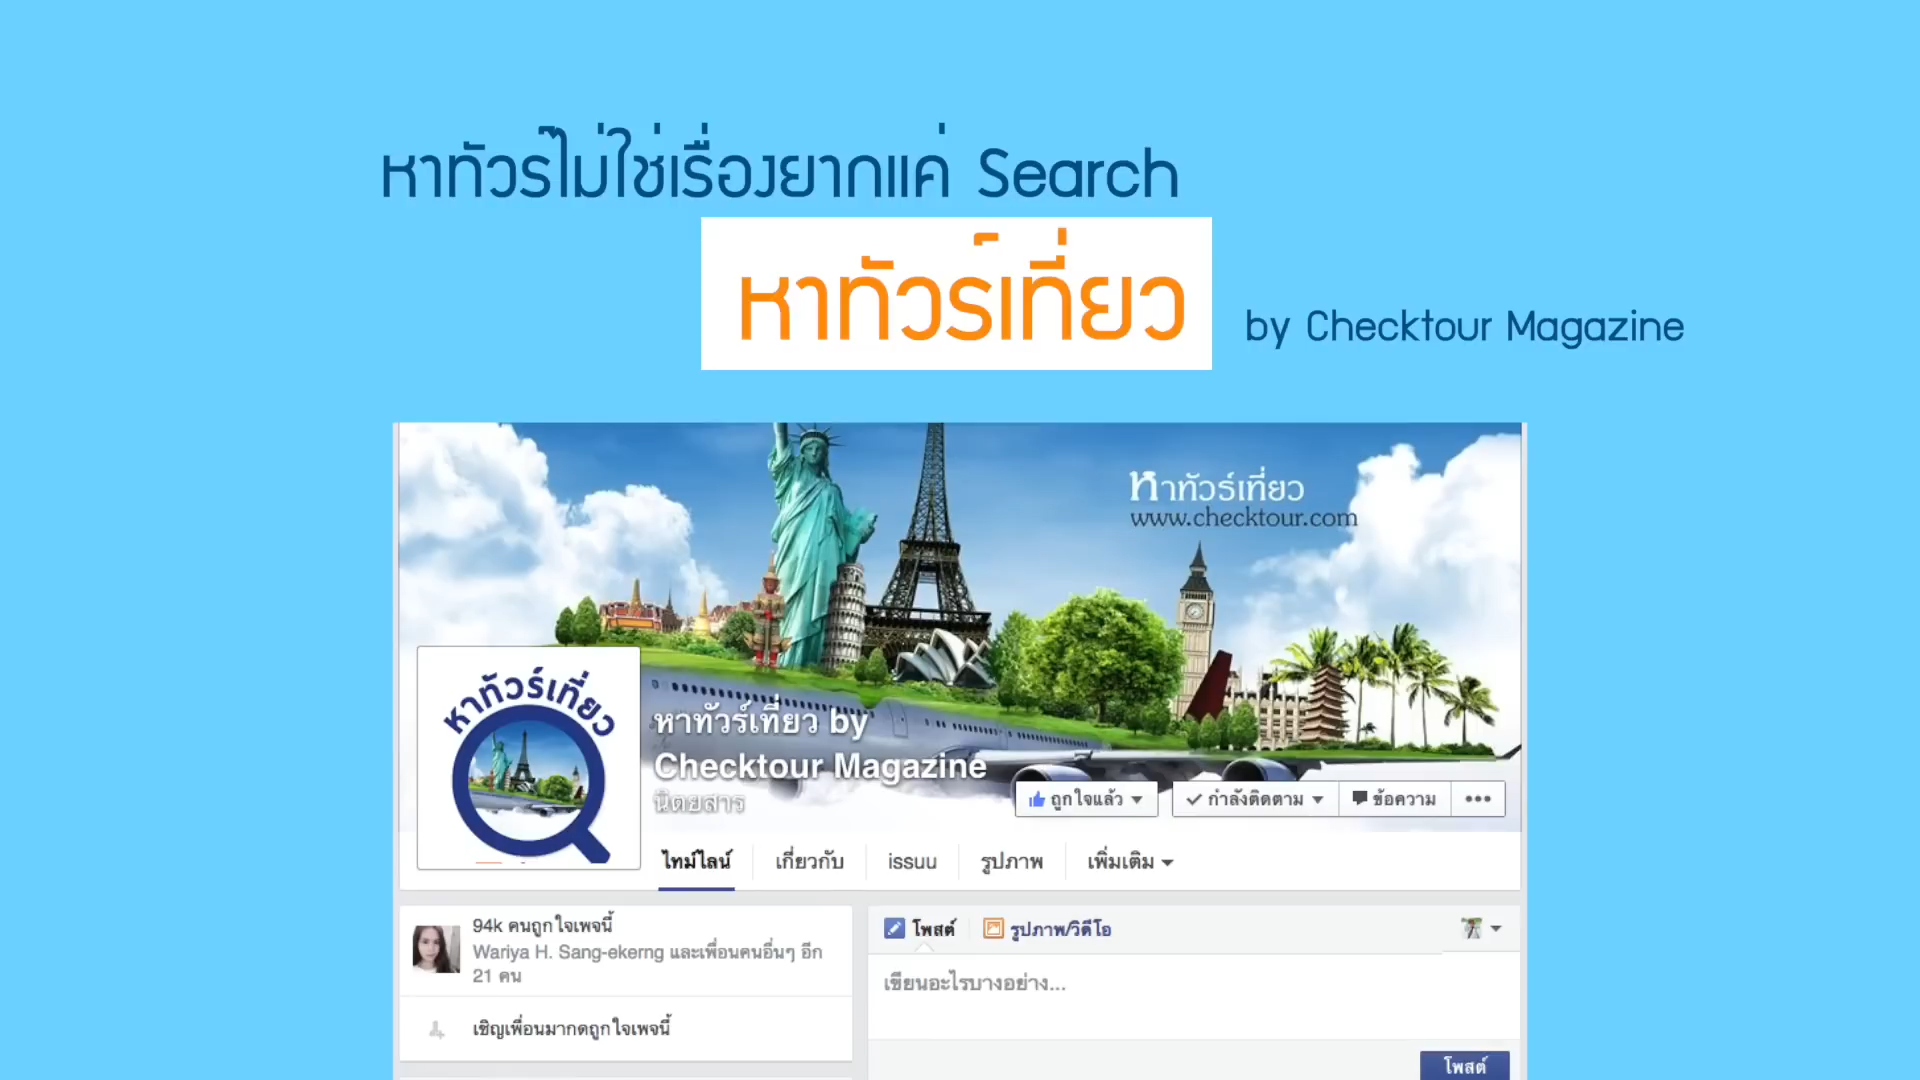 หาทัวร์ไม่ใช่เรื่องยากแค่ Search
หาทัวร์เที่ยว
by Checktour Magazine
หาทัวร์เที่ยว
www.checktour.com
หาทัวร์เที่ยว
หาทัวร์เที่ยว by
Checktour Magazine
นิตยสาร
ถูกใจแล้ว
กำลังติดตาม
ข้อความ
ไทม์ไลน์
เกี่ยวกับ
issuu
รูปภาพ
เพิ่มเติม
94k คนถูกใจเพจนี้
Wariya H. Sang-ekerng และเพื่อนคนอื่นๆ อีก
21 คน
เชิญเพื่อนมากดถูกใจเพจนี้
โพสต์
รูปภาพ/วิดีโอ
เขียนอะไรบางอย่าง...
โพสต์